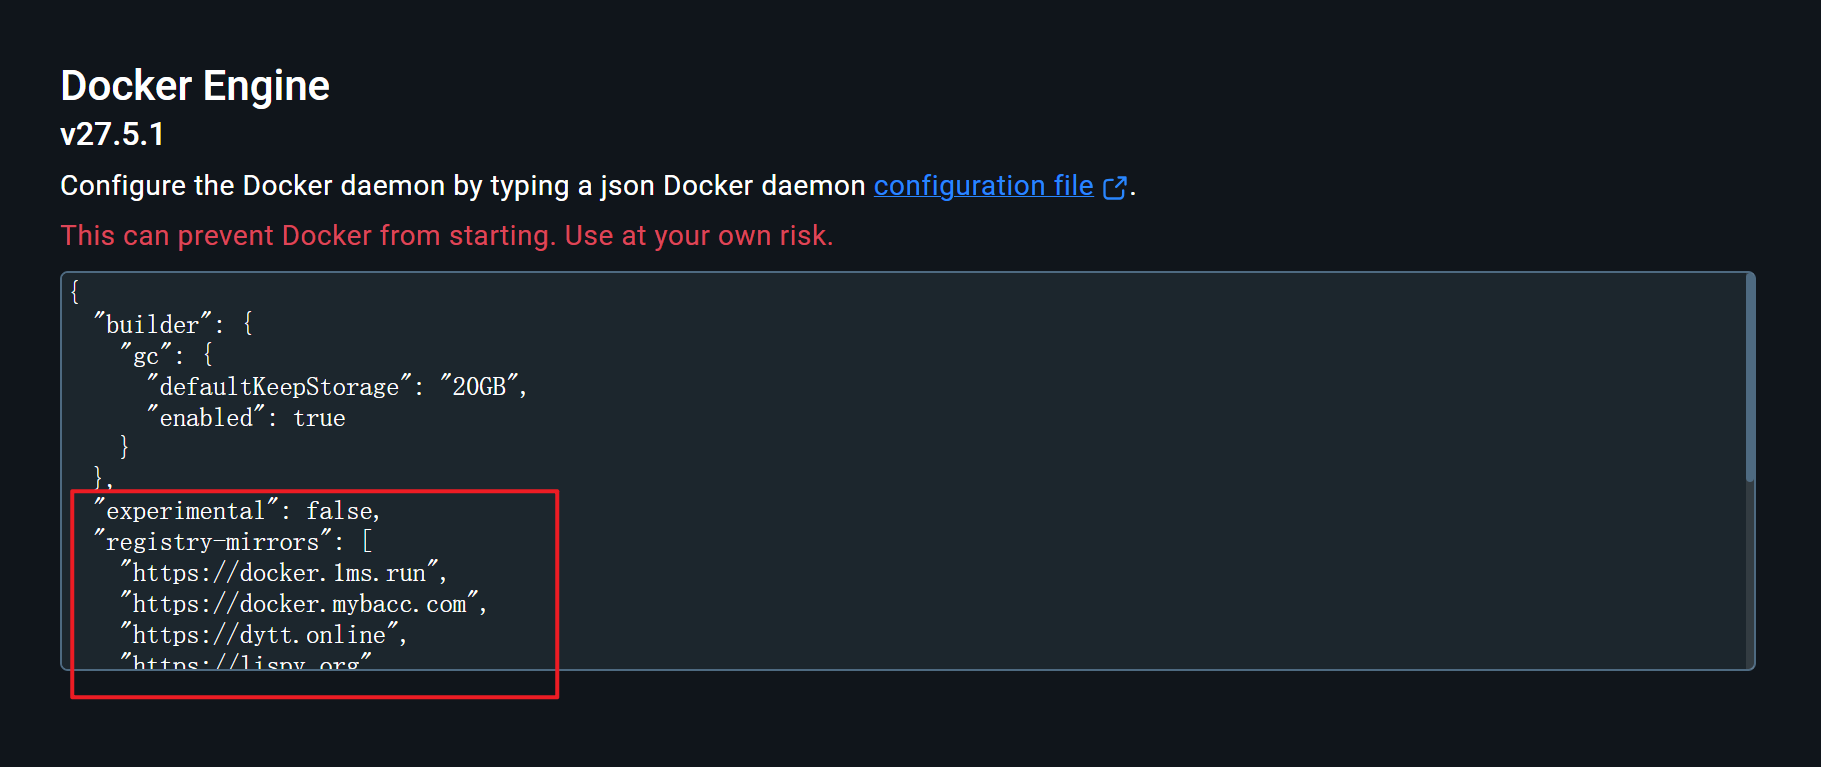 Docker Engine
v27.5.1
Configure the Docker daemon by typing a json Docker daemon configuration file.
This can prevent Docker from starting. Use at your own risk.
{
"builder": {
"gc": {
"defaultKeepStorage": "20GB",
"enabled": true
}
},
"experimental": false,
"registry-mirrors": [
"https://docker.1ms.run",
"https://docker.mybacc.com",
"https://dytt.online",
"https://lispy.org"